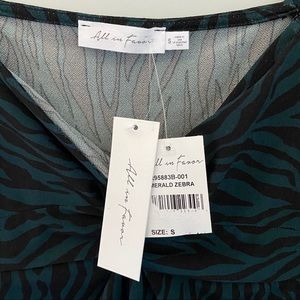 All in Favor
S
All in Favor
All in Favor
95883B-001
MERALD ZEBRA
SIZE: S